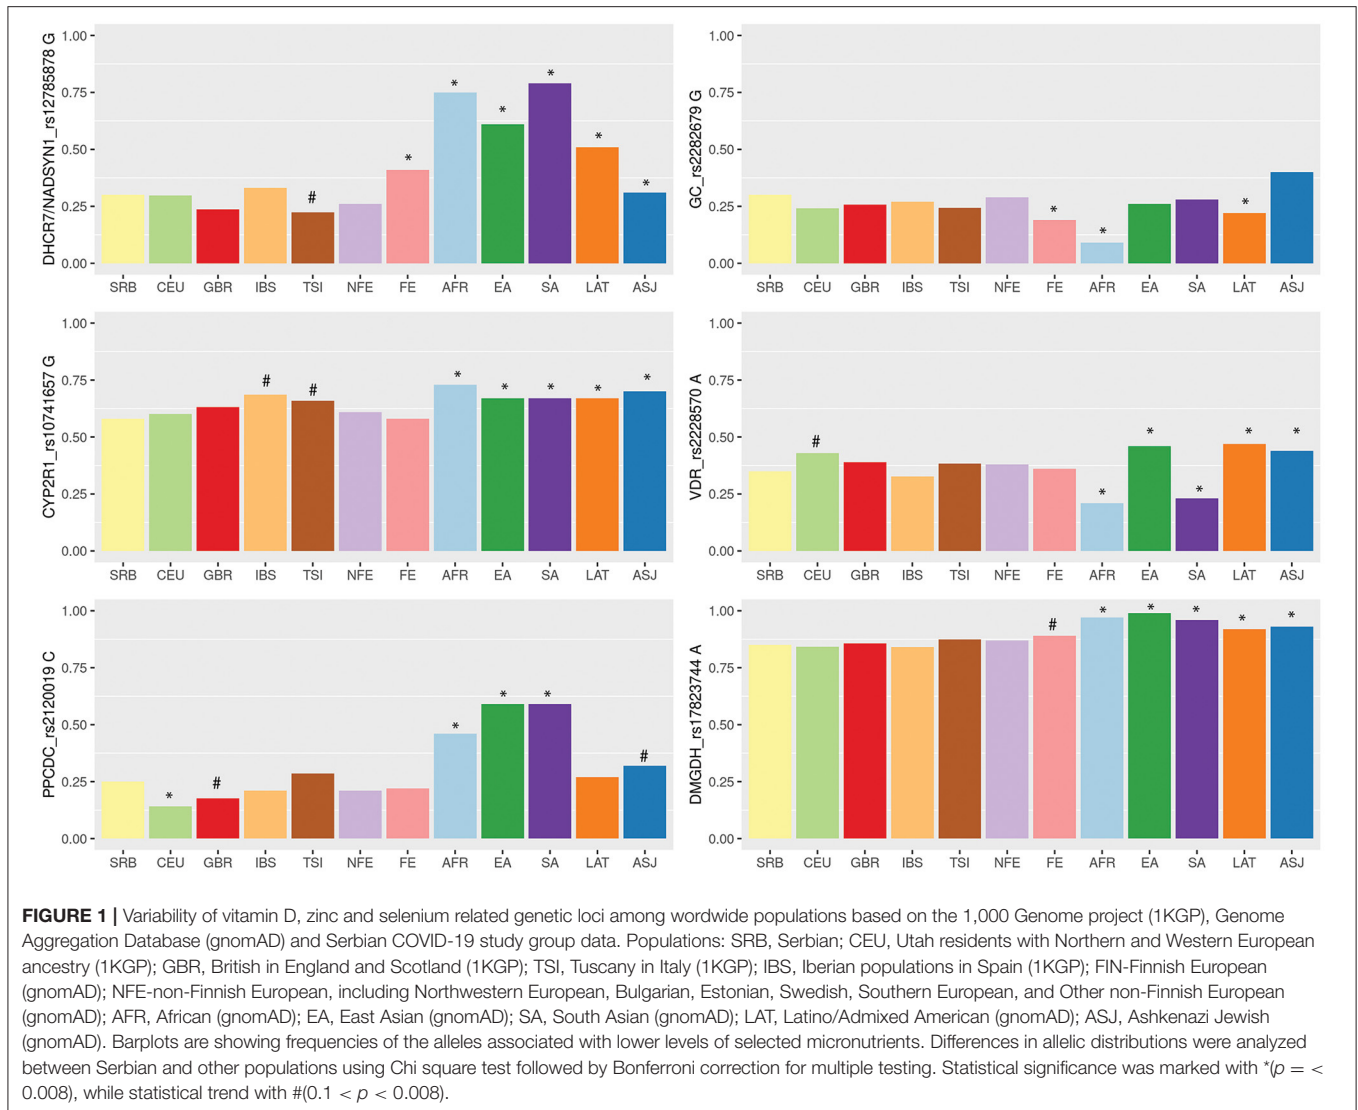 DHCR7/NADSYN1_rs12785878 G
1.00
0.75
0.50
0.25
0.00
* * * * * * #
SRB CEU GBR IBS TSI NFE FE AFR EA SA LAT ASJ
GC_rs2282679 G
1.00
0.75
0.50
0.25
0.00
* * *
SRB CEU GBR IBS TSI NFE FE AFR EA SA LAT ASJ
CYP2R1_rs10741657 G
1.00
0.75
0.50
0.25
0.00
# # * * * * *
SRB CEU GBR IBS TSI NFE FE AFR EA SA LAT ASJ
VDR_rs2228570 A
1.00
0.75
0.50
0.25
0.00
# * * * * *
SRB CEU GBR IBS TSI NFE FE AFR EA SA LAT ASJ
PPCDC_rs2120019 C
1.00
0.75
0.50
0.25
0.00
* # * * * #
SRB CEU GBR IBS TSI NFE FE AFR EA SA LAT ASJ
DMGDH_rs17823744 A
1.00
0.75
0.50
0.25
0.00
# * * * * *
SRB CEU GBR IBS TSI NFE FE AFR EA SA LAT ASJ
FIGURE 1 | Variability of vitamin D, zinc and selenium related genetic loci among wordwide populations based on the 1,000 Genome project (1KGP), Genome
Aggregation Database (gnomAD) and Serbian COVID-19 study group data. Populations: SRB, Serbian; CEU, Utah residents with Northern and Western European
ancestry (1KGP); GBR, British in England and Scotland (1KGP); TSI, Tuscany in Italy (1KGP); IBS, Iberian populations in Spain (1KGP); FIN-Finnish European
(gnomAD); NFE-non-Finnish European, including Northwestern European, Bulgarian, Estonian, Swedish, Southern European, and Other non-Finnish European
(gnomAD); AFR, African (gnomAD); EA, East Asian (gnomAD); SA, South Asian (gnomAD); LAT, Latino/Admixed American (gnomAD); ASJ, Ashkenazi Jewish
(gnomAD). Barplots are showing frequencies of the alleles associated with lower levels of selected micronutrients. Differences in allelic distributions were analyzed
between Serbian and other populations using Chi square test followed by Bonferroni correction for multiple testing. Statistical significance was marked with *(p = <
0.008), while statistical trend with #(0.1 < p < 0.008).